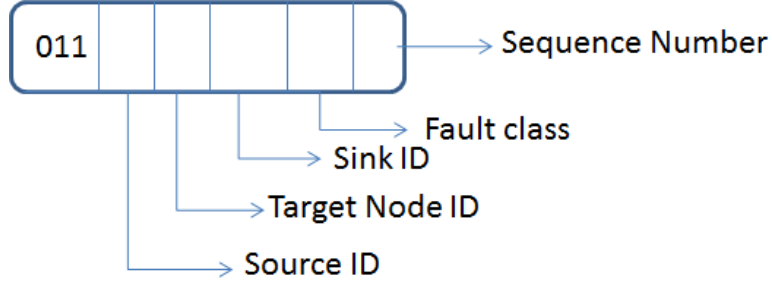 011
Sequence Number
Fault class
Sink ID
Target Node ID
Source ID